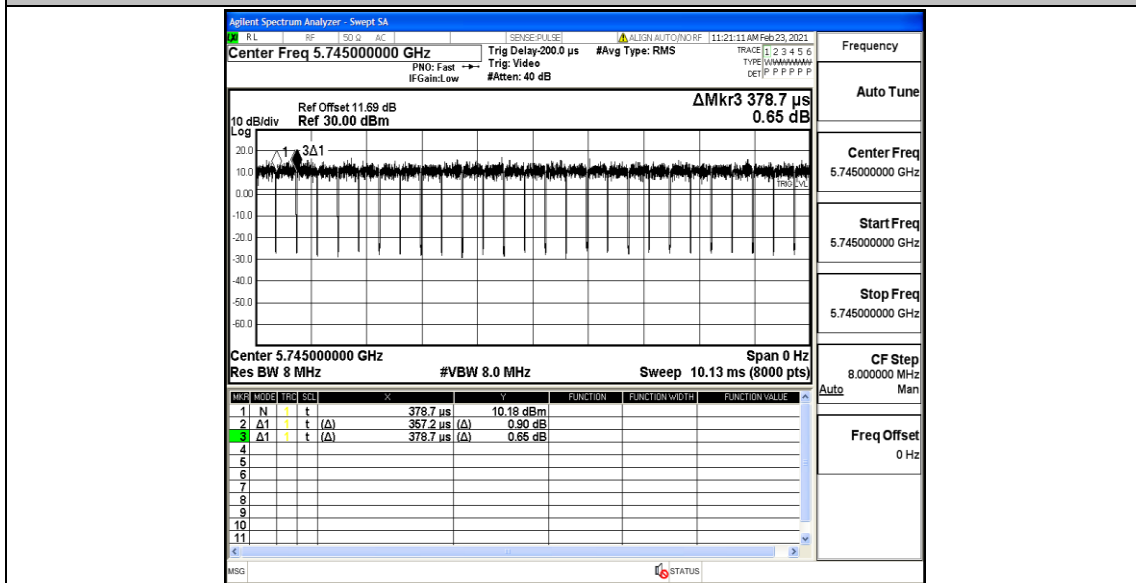 Agilent Spectrum Analyzer - Swept SA
RL RF 50 Ω AC SENSE:PULSE ALIGN AUTO/NO RF 11:21:11 AM Feb 23, 2021
Center Freq 5.745000000 GHz
PNO: Fast
IFGain:Low
Trig Delay-200.0 µs
Trig: Video
#Atten: 40 dB
#Avg Type: RMS
TRACE 1 2 3 4 5 6
TYPE
DET P P P P P P
ΔMkr3 378.7 µs
0.65 dB
Ref Offset 11.69 dB
10 dB/div Ref 30.00 dBm
Log
20.0
10.0
0.00
-10.0
-20.0
-30.0
-40.0
-50.0
-60.0
1 3Δ1
TRIG LVL
Center 5.745000000 GHz Span 0 Hz
Res BW 8 MHz #VBW 8.0 MHz Sweep 10.13 ms (8000 pts)
MKR MODE TRC SCL X Y FUNCTION FUNCTION WIDTH FUNCTION VALUE
1 N 1 t 378.7 µs 10.18 dBm
2 Δ1 1 t (Δ) 357.2 µs (Δ) 0.90 dB
3 Δ1 1 t (Δ) 378.7 µs (Δ) 0.65 dB
4
5
6
7
8
9
10
11
MSG STATUS
Frequency
Auto Tune
Center Freq
5.745000000 GHz
Start Freq
5.745000000 GHz
Stop Freq
5.745000000 GHz
CF Step
8.000000 MHz
Auto Man
Freq Offset
0 Hz